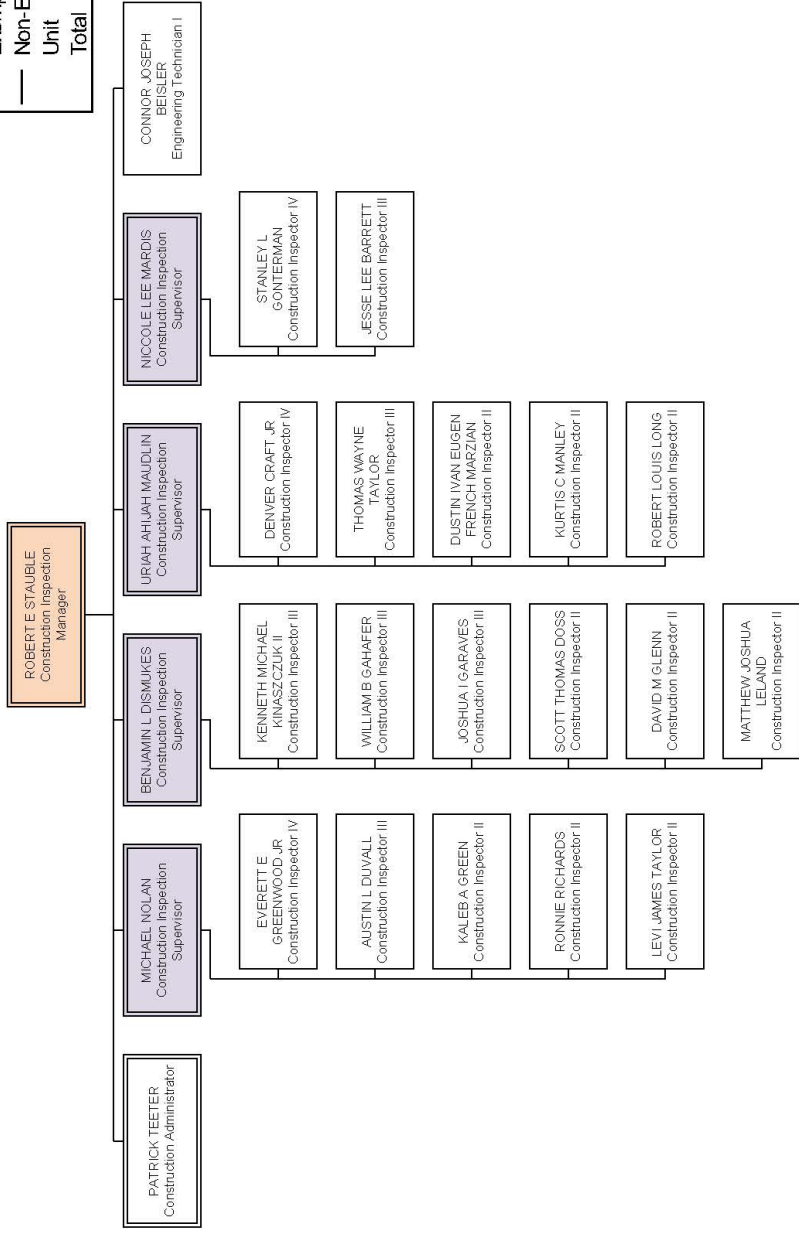 Non-E
Unit
Total
ROBERT E STAUBLE
Construction Inspection
Manager
PATRICK TEETER
Construction Administrator
MICHAEL NOLAN
Construction Inspection
Supervisor
EVERETT E
GREENWOOD JR
Construction Inspector IV
AUSTIN L DUVALL
Construction Inspector III
KALEB A GREEN
Construction Inspector II
RONNIE RICHARDS
Construction Inspector II
LEVI JAMES TAYLOR
Construction Inspector II
BENJAMIN L DISMUKES
Construction Inspection
Supervisor
KENNETH MICHAEL
KINASZCZUK II
Construction Inspector III
WILLIAM B GAHAFER
Construction Inspector III
JOSHUA I GARAVES
Construction Inspector III
SCOTT THOMAS DOSS
Construction Inspector II
DAVID M GLENN
Construction Inspector II
MATTHEW JOSHUA
LELAND
Construction Inspector II
URIAH AHIJAH MAUDLIN
Construction Inspection
Supervisor
DENVER CRAFT JR
Construction Inspector IV
THOMAS WAYNE
TAYLOR
Construction Inspector III
DUSTIN IVAN EUGEN
FRENCH MARZIAN
Construction Inspector II
KURTIS C MANLEY
Construction Inspector II
ROBERT LOUIS LONG
Construction Inspector II
NICCOLE LEE MARDIS
Construction Inspection
Supervisor
STANLEY L
GONTERMAN
Construction Inspector IV
JESSE LEE BARRETT
Construction Inspector III
CONNOR JOSEPH
BEISLER
Engineering Technician I